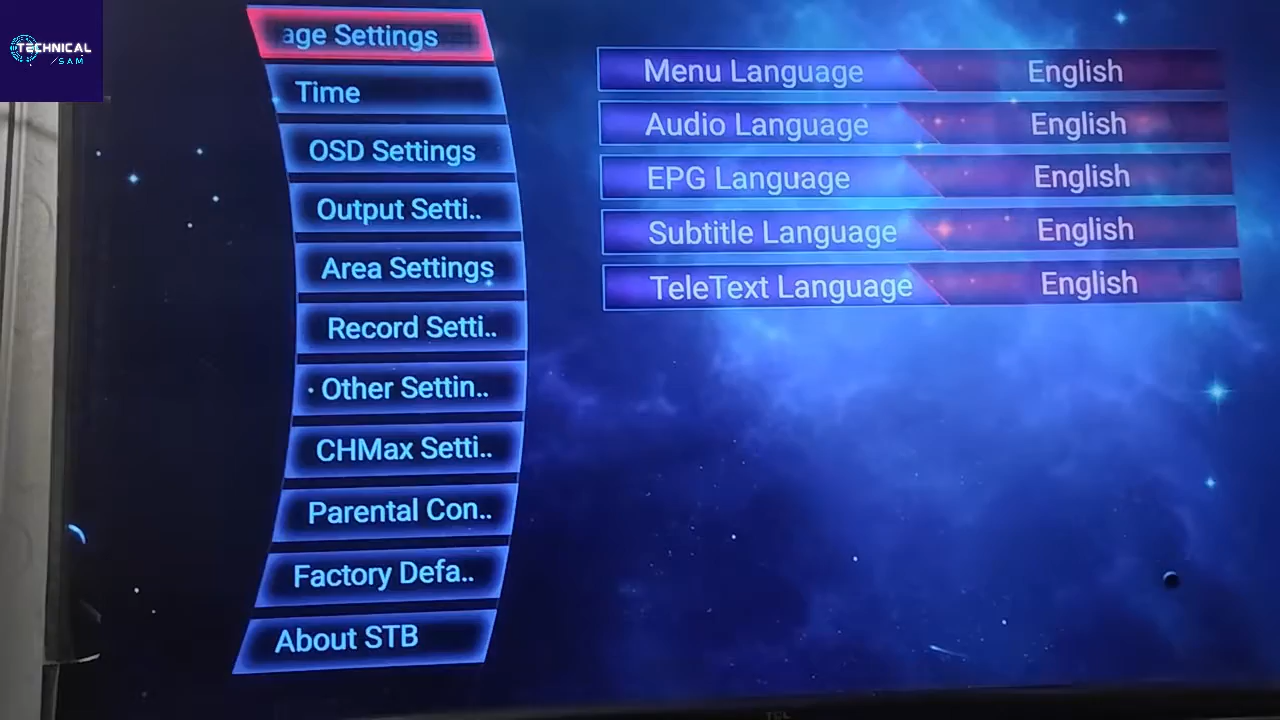 TECHNICAL
/SAM
age Settings
Time
OSD Settings
Output Setti..
Area Settings
Record Setti..
Other Settin..
CHMax Setti..
Parental Con..
Factory Defa..
About STB
Menu Language English
Audio Language English
EPG Language English
Subtitle Language English
TeleText Language English
TCL